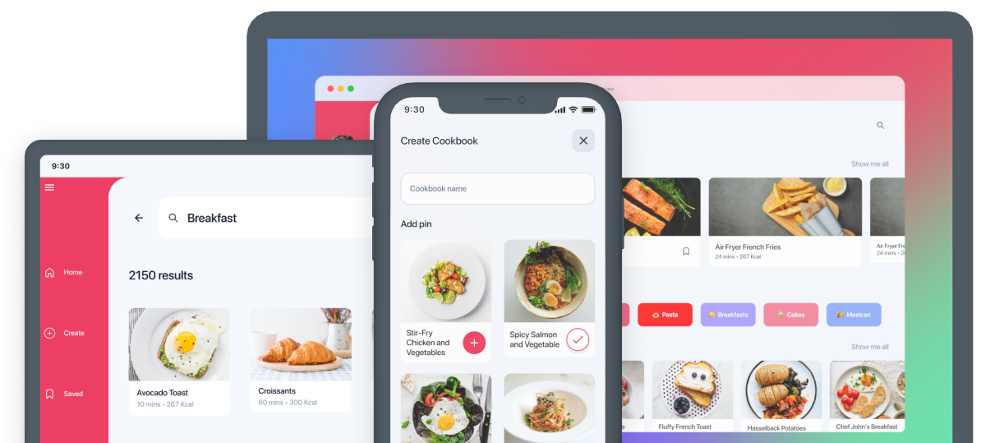 9:30
Home
Create
Saved
Breakfast
2150 results
Avocado Toast
10 mins • 267 Kcal
Croissants
60 mins • 300 Kcal
9:30
Create Cookbook
Cookbook name
Add pin
Stir-Fry
Chicken and
Vegetables
Spicy Salmon
and Vegetable
app
Show me all
Air Fryer French Fries
24 mins • 267 Kcal
Air Fryer Fre
24 mins • 2
Pasta
Breakfasts
Cakes
Mexican
Show me all
e
Fluffy French Toast
Hasselback Potatoes
Chef John's Breakfast